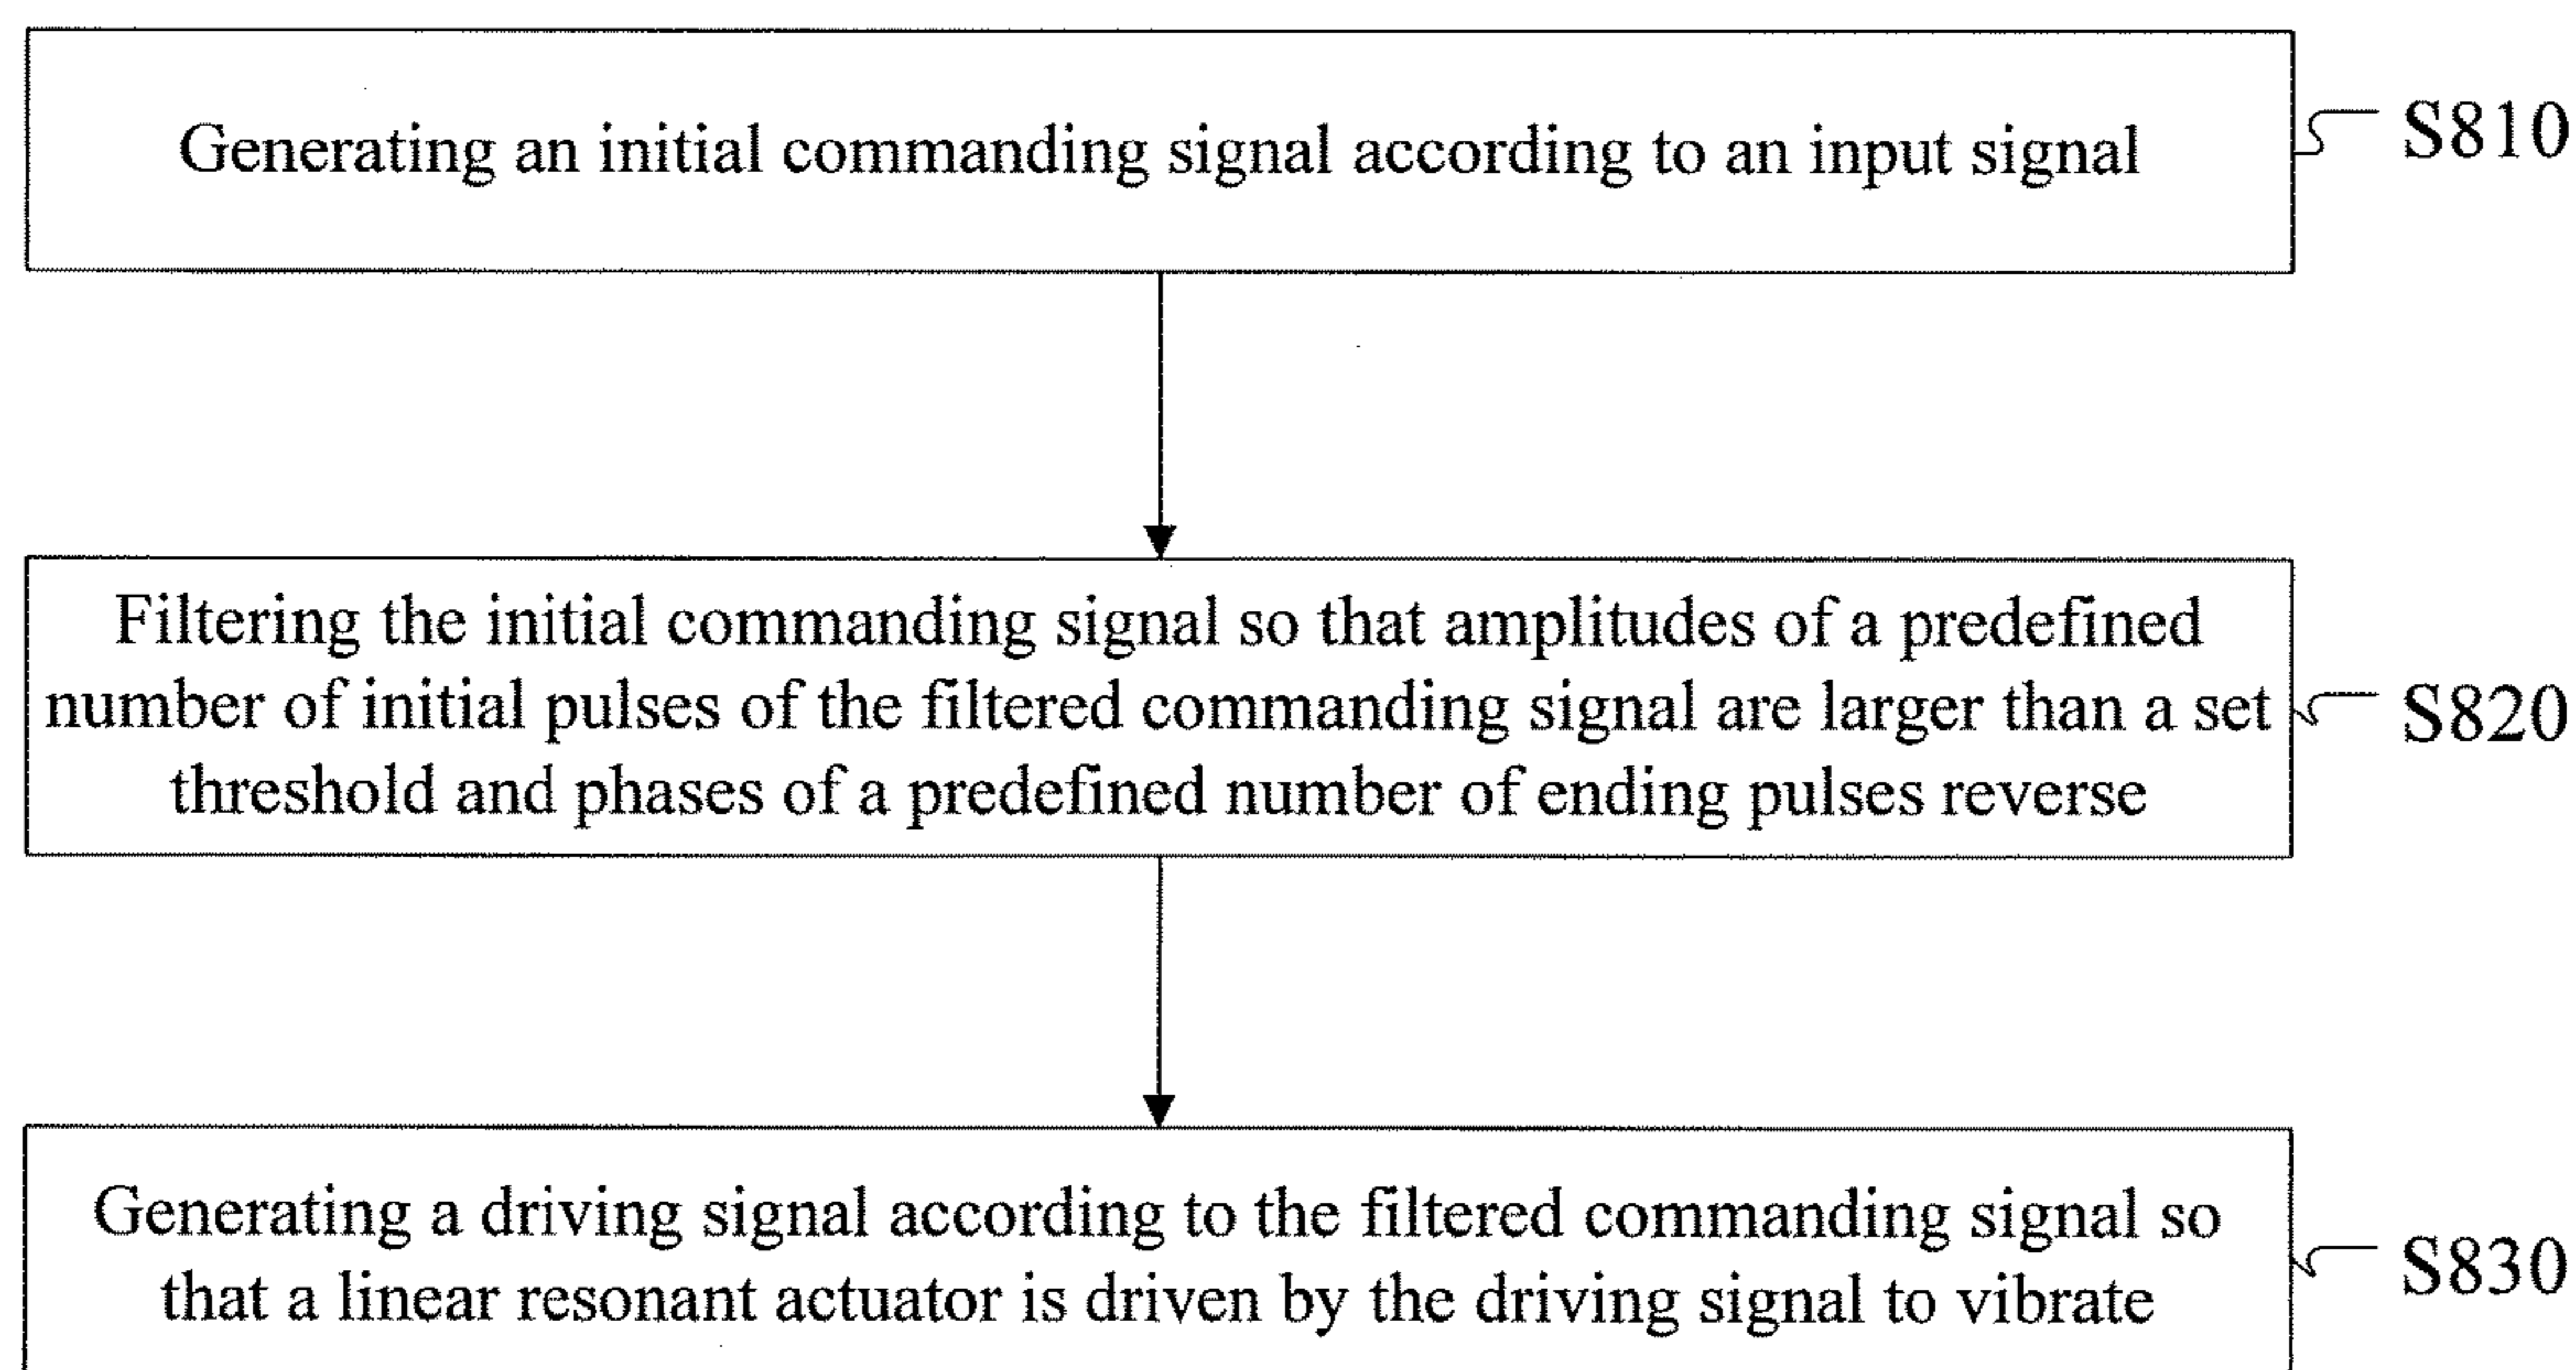 Generating an initial commanding signal according to an input signal
S810
Filtering the initial commanding signal so that amplitudes of a predefined
number of initial pulses of the filtered commanding signal are larger than a set
threshold and phases of a predefined number of ending pulses reverse
S820
Generating a driving signal according to the filtered commanding signal so
that a linear resonant actuator is driven by the driving signal to vibrate
S830